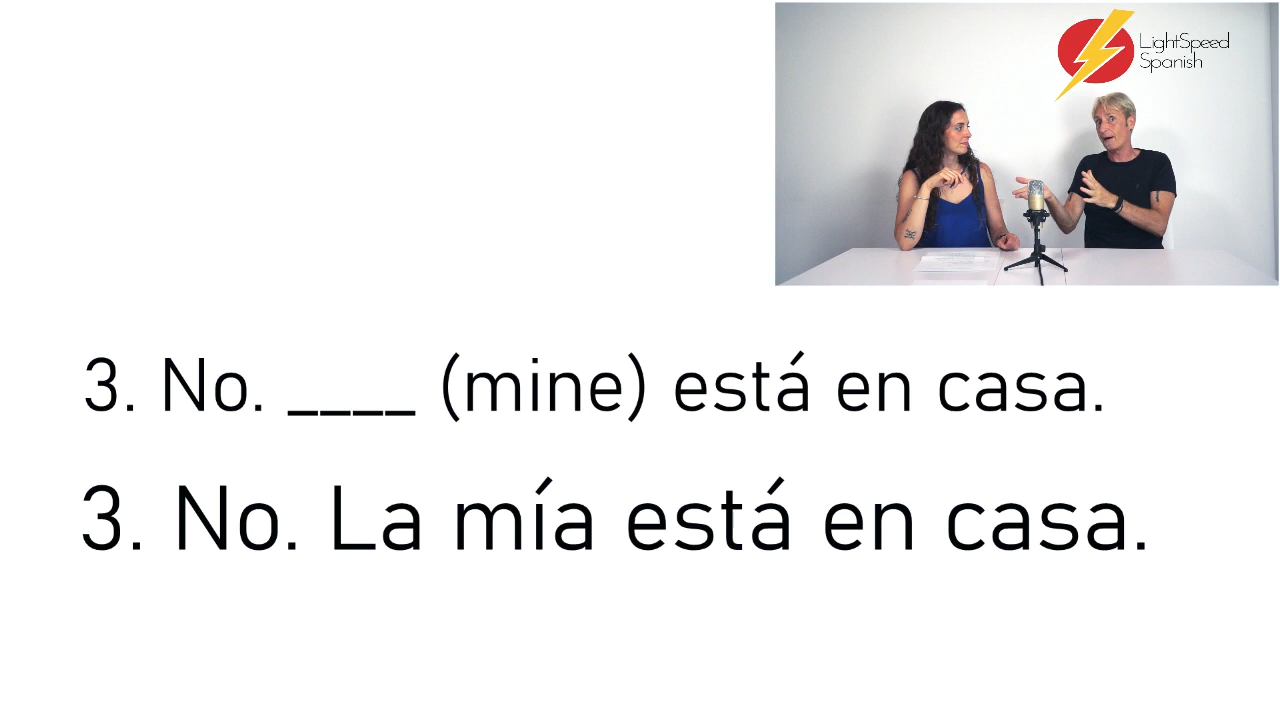 LightSpeed
Spanish
3. No. ____ (mine) está en casa.
3. No. La mía está en casa.